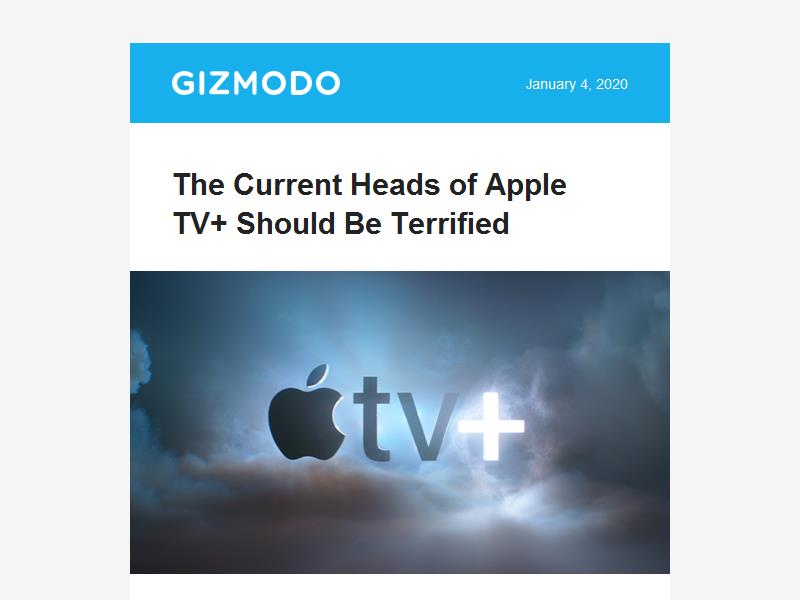 GIZMODO
January 4, 2020
The Current Heads of Apple
TV+ Should Be Terrified
tv+